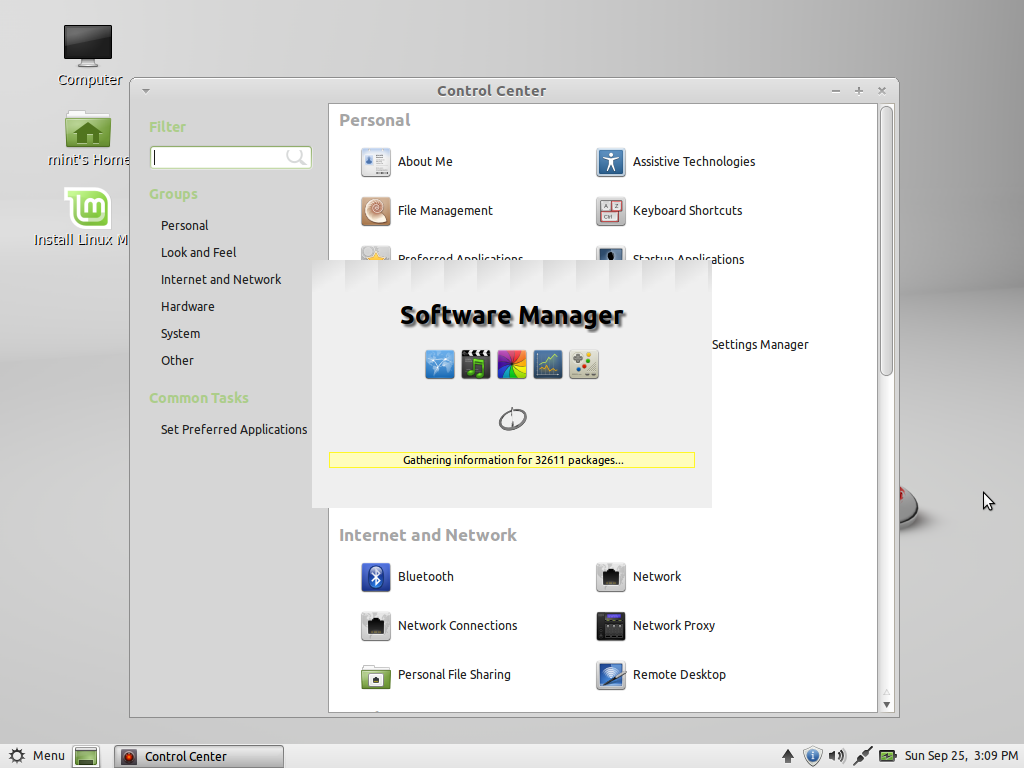 Computer
mint's Home
Install Linux M
Control Center
Filter
Groups
Personal
Look and Feel
Internet and Network
Hardware
System
Other
Common Tasks
Set Preferred Applications
Personal
About Me
Assistive Technologies
File Management
Keyboard Shortcuts
A Z
Ctrl
Preferred Applications
Startup Applications
Settings Manager
Software Manager
Gathering information for 32611 packages...
Internet and Network
Bluetooth
Network
Network Connections
Network Proxy
Personal File Sharing
Remote Desktop
Menu
Control Center
Sun Sep 25, 3:09 PM